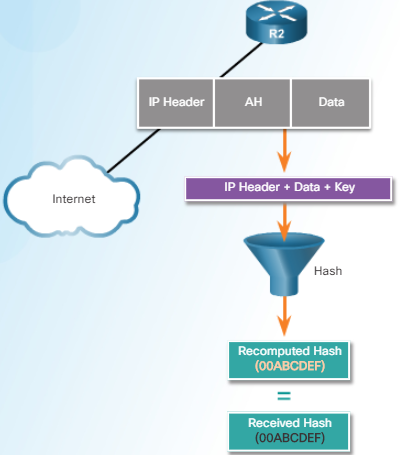 R2
IP Header
AH
Data
Internet
IP Header + Data + Key
Hash
Recomputed Hash
(00ABCDEF)
=
Received Hash
(00ABCDEF)